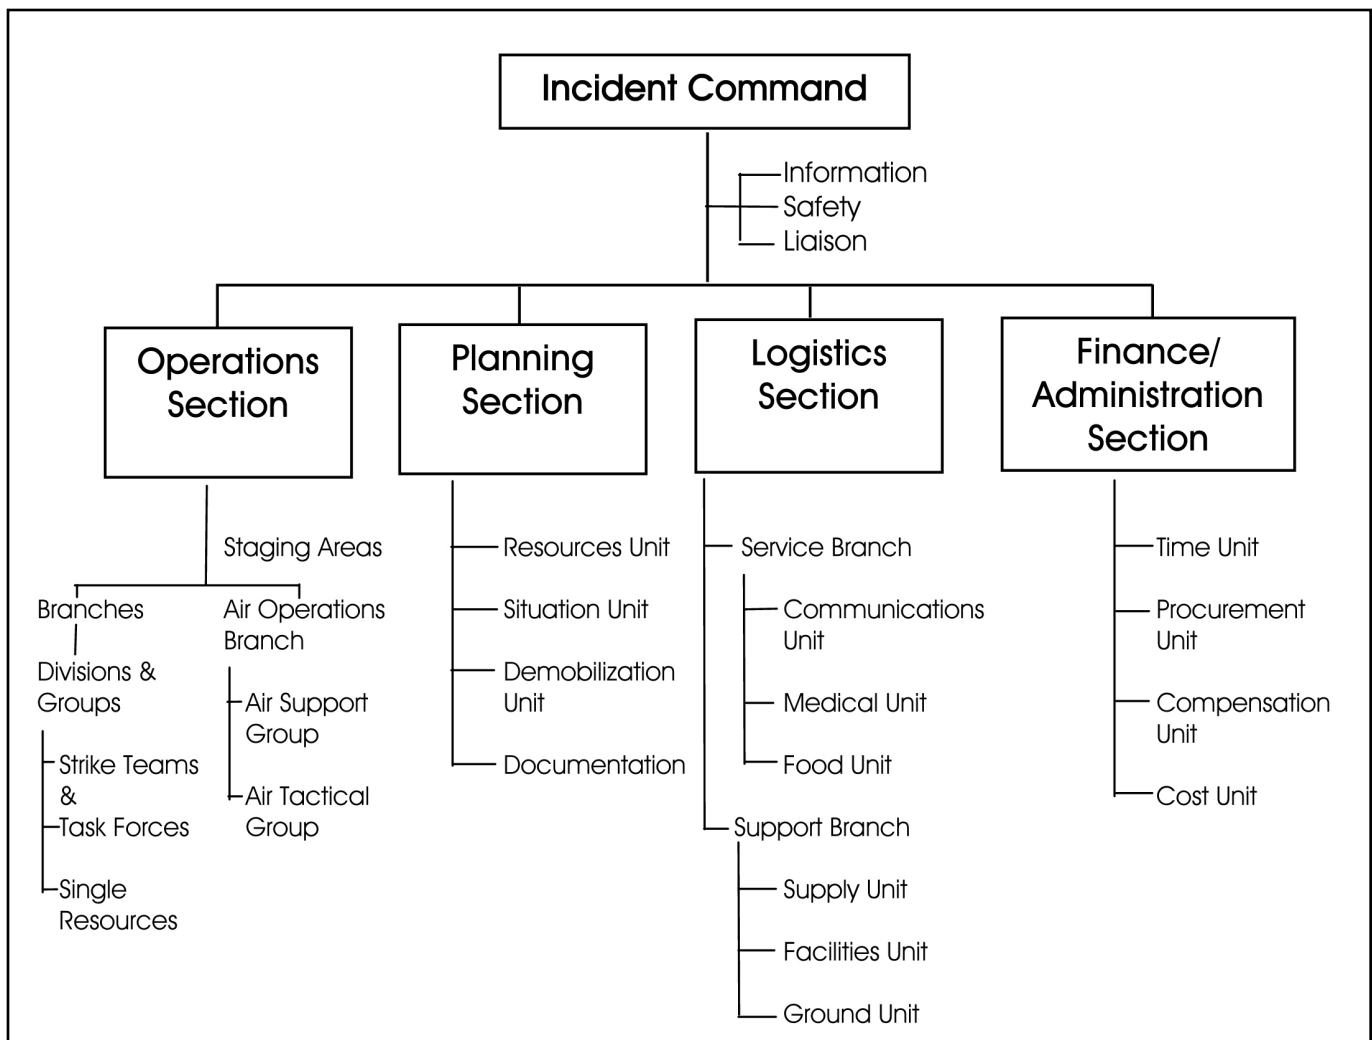 Incident Command
Information
Safety
Liaison
Operations
Section
Planning
Section
Logistics
Section
Finance/
Administration
Section
Staging Areas
Branches
Divisions &
Groups
Strike Teams
&
Task Forces
Single
Resources
Air Operations
Branch
Air Support
Group
Air Tactical
Group
Resources Unit
Situation Unit
Demobilization
Unit
Documentation
Service Branch
Communications
Unit
Medical Unit
Food Unit
Support Branch
Supply Unit
Facilities Unit
Ground Unit
Time Unit
Procurement
Unit
Compensation
Unit
Cost Unit